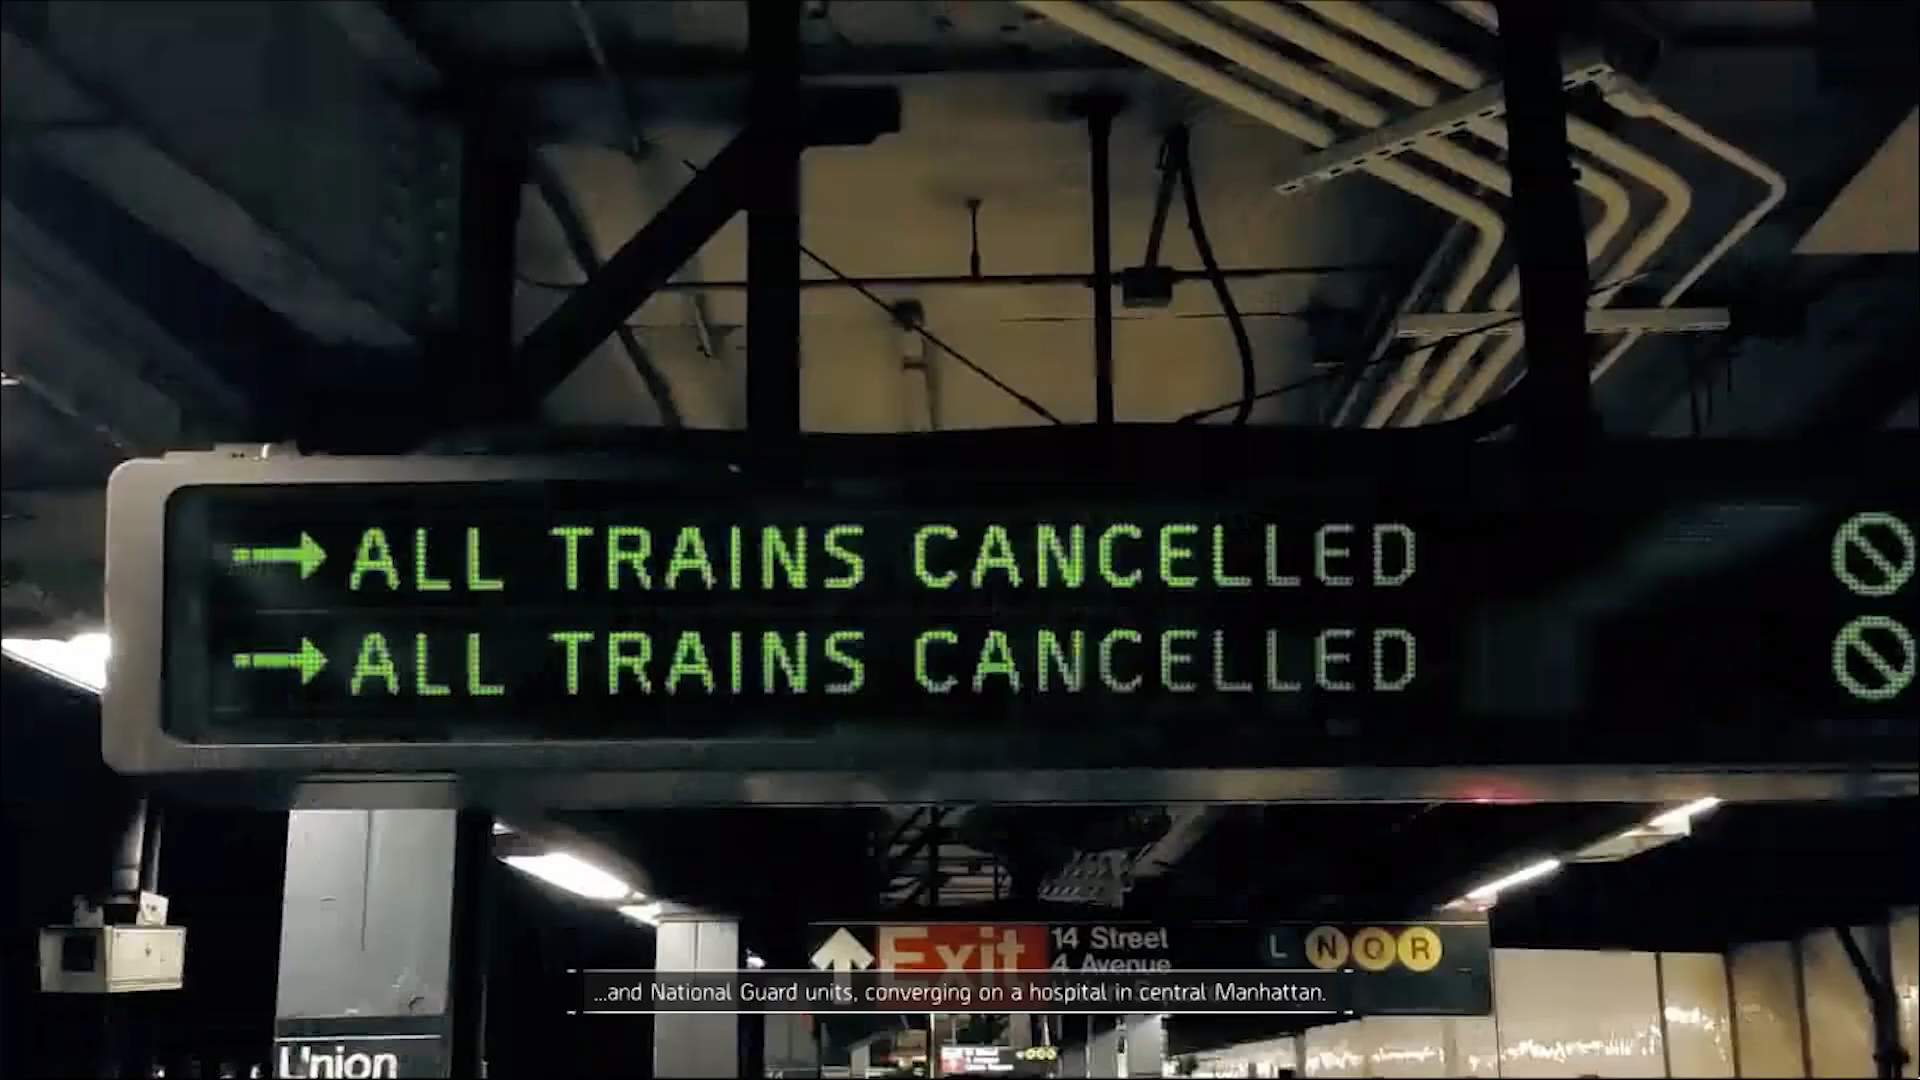 → ALL TRAINS CANCELLED
→ ALL TRAINS CANCELLED
Exit
14 Street
4 Avenue
L N Q R
...and National Guard units, converging on a hospital in central Manhattan.
Union